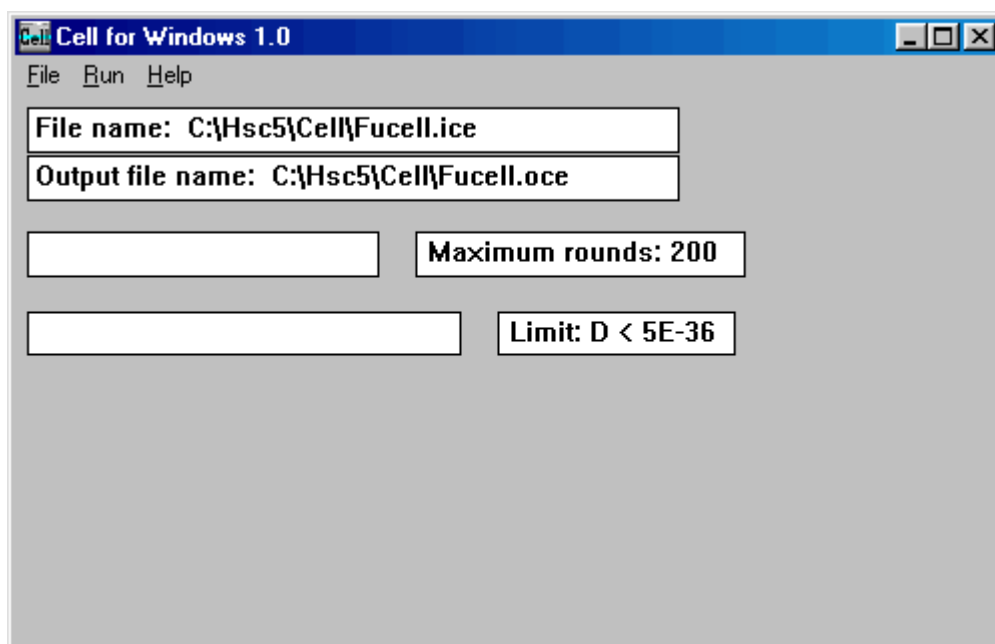 Cell Cell for Windows 1.0
File Run Help
File name: C:\Hsc5\Cell\Fucell.ice
Output file name: C:\Hsc5\Cell\Fucell.oce
Maximum rounds: 200
Limit: D < 5E-36